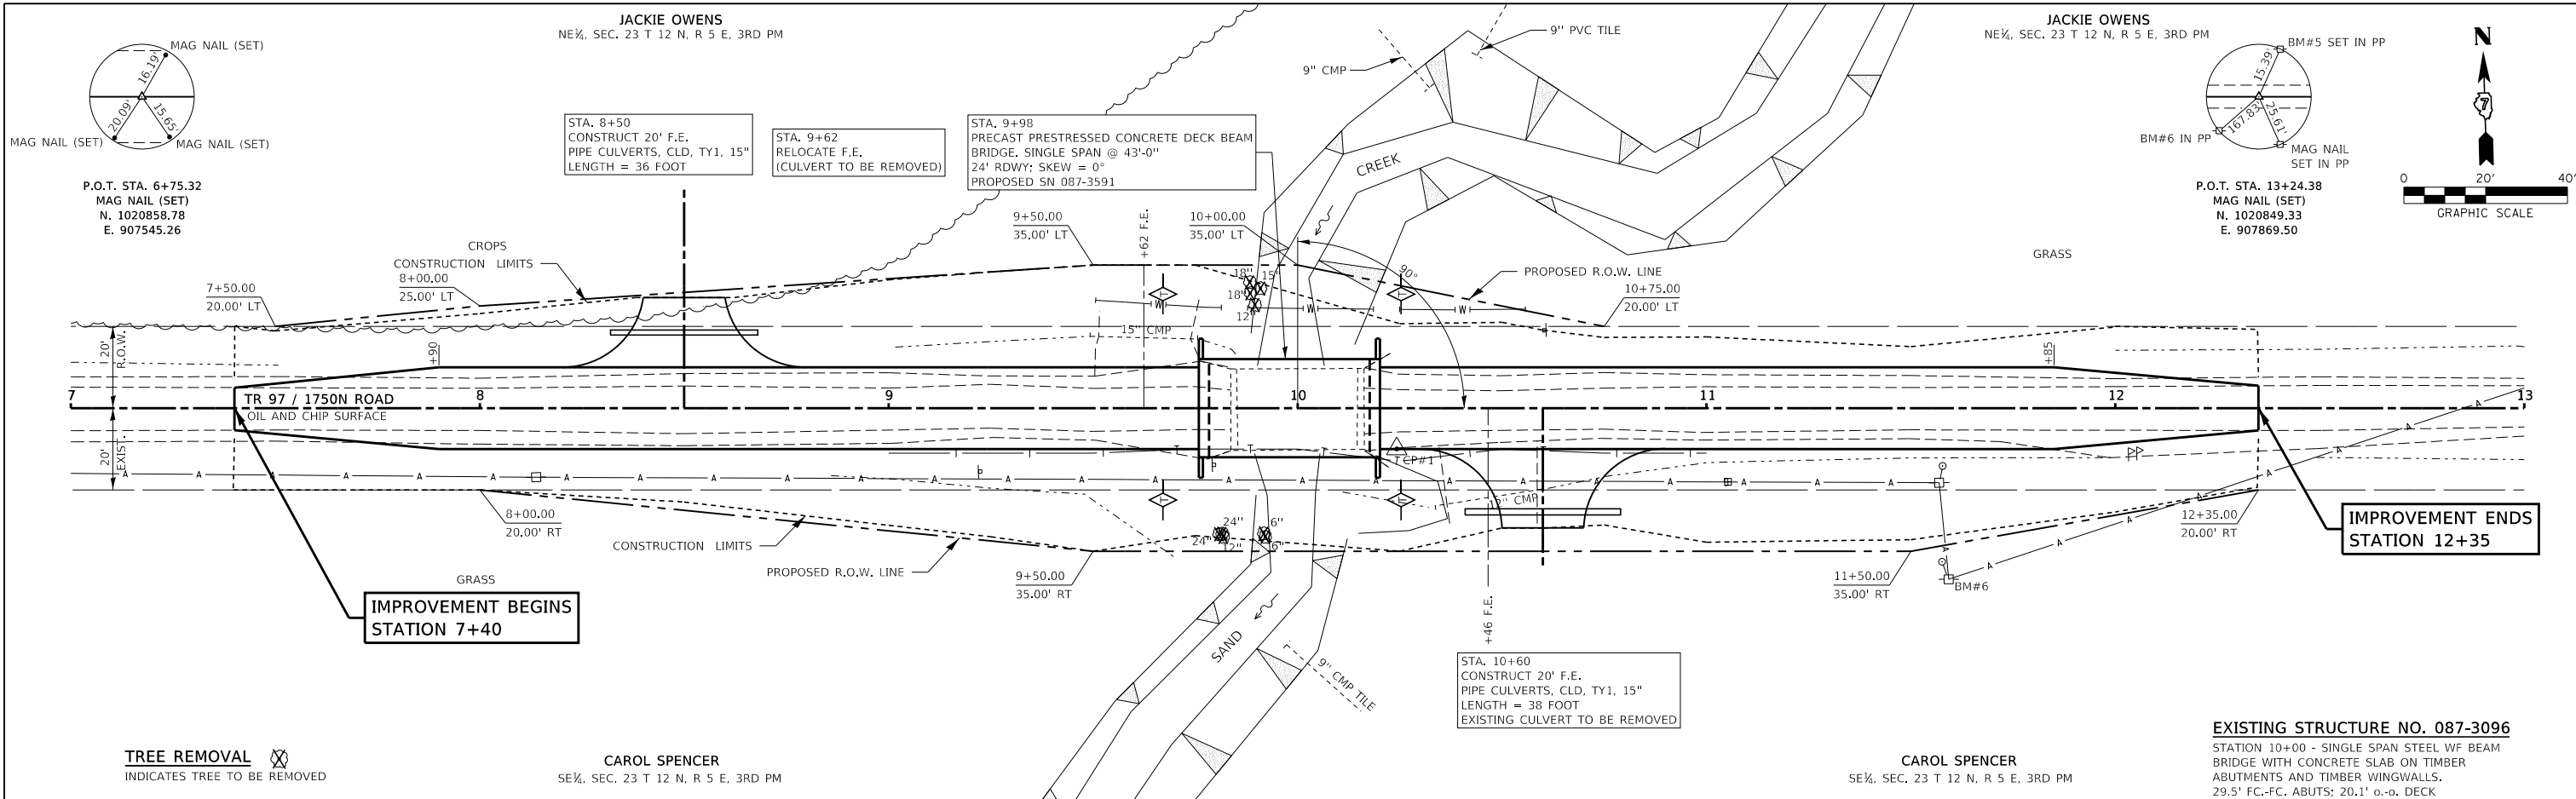 JACKIE OWENS
NE¼, SEC. 23 T 12 N, R 5 E, 3RD PM
JACKIE OWENS
NE¼, SEC. 23 T 12 N, R 5 E, 3RD PM
MAG NAIL (SET)
16.19'
20.09'
15.65'
MAG NAIL (SET)
MAG NAIL (SET)
P.O.T. STA. 6+75.32
MAG NAIL (SET)
N. 1020858.78
E. 907545.26
STA. 8+50
CONSTRUCT 20' F.E.
PIPE CULVERTS, CLD, TY1, 15"
LENGTH = 36 FOOT
STA. 9+62
RELOCATE F.E.
(CULVERT TO BE REMOVED)
STA. 9+98
PRECAST PRESTRESSED CONCRETE DECK BEAM
BRIDGE. SINGLE SPAN @ 43'-0"
24' RDWY; SKEW = 0°
PROPOSED SN 087-3591
9" PVC TILE
9" CMP
CREEK
BM#5 SET IN PP
15.39'
167.83'
25.61'
BM#6 IN PP
MAG NAIL
SET IN PP
P.O.T. STA. 13+24.38
MAG NAIL (SET)
N. 1020849.33
E. 907869.50
N
7
0 20' 40'
GRAPHIC SCALE
CROPS
CONSTRUCTION LIMITS
7+50.00
20.00' LT
8+00.00
25.00' LT
9+50.00
35.00' LT
+62 F.E.
10+00.00
35.00' LT
90°
PROPOSED R.O.W. LINE
10+75.00
20.00' LT
GRASS
18"
15"
18"
12"
W W W
T T
15" CMP
20'
R.O.W.
20'
EXIST.
+90
+85
7 8 9 10 11 12 13
TR 97 / 1750N ROAD
OIL AND CHIP SURFACE
TCP#1
A A A A A A A A A A A A A A A A A A A A A A
12" CMP
T T
8+00.00
20.00' RT
CONSTRUCTION LIMITS
PROPOSED R.O.W. LINE
9+50.00
35.00' RT
24"
24"
12"
6"
6"
GRASS
IMPROVEMENT BEGINS
STATION 7+40
SAND
9" CMP TILE
+46 F.E.
11+50.00
35.00' RT
BM#6
12+35.00
20.00' RT
IMPROVEMENT ENDS
STATION 12+35
STA. 10+60
CONSTRUCT 20' F.E.
PIPE CULVERTS, CLD, TY1, 15"
LENGTH = 38 FOOT
EXISTING CULVERT TO BE REMOVED
TREE REMOVAL
INDICATES TREE TO BE REMOVED
CAROL SPENCER
SE¼, SEC. 23 T 12 N, R 5 E, 3RD PM
CAROL SPENCER
SE¼, SEC. 23 T 12 N, R 5 E, 3RD PM
EXISTING STRUCTURE NO. 087-3096
STATION 10+00 - SINGLE SPAN STEEL WF BEAM
BRIDGE WITH CONCRETE SLAB ON TIMBER
ABUTMENTS AND TIMBER WINGWALLS.
29.5' FC.-FC. ABUTS; 20.1' o.-o. DECK